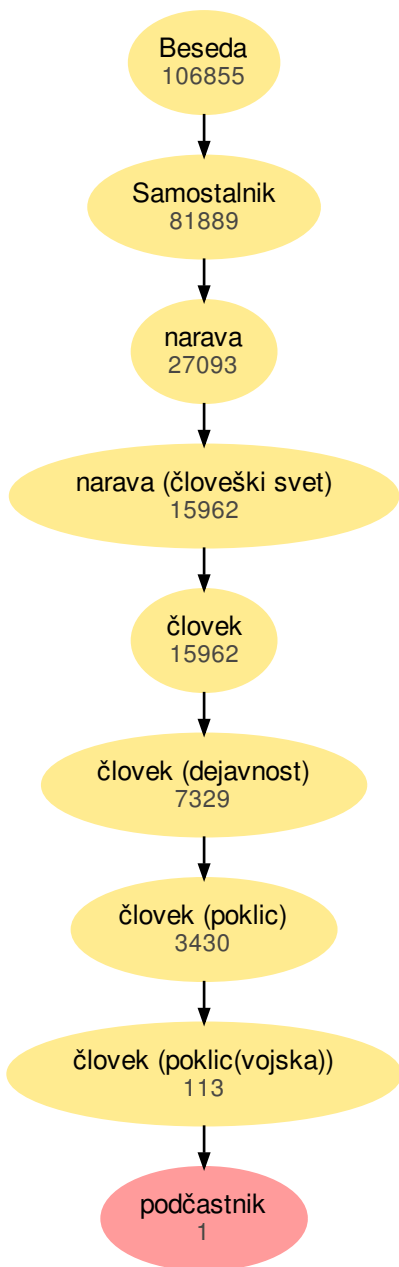 Beseda
106855
Samostalnik
81889
narava
27093
narava (človeški svet)
15962
človek
15962
človek (dejavnost)
7329
človek (poklic)
3430
človek (poklic(vojska))
113
podčastnik
1